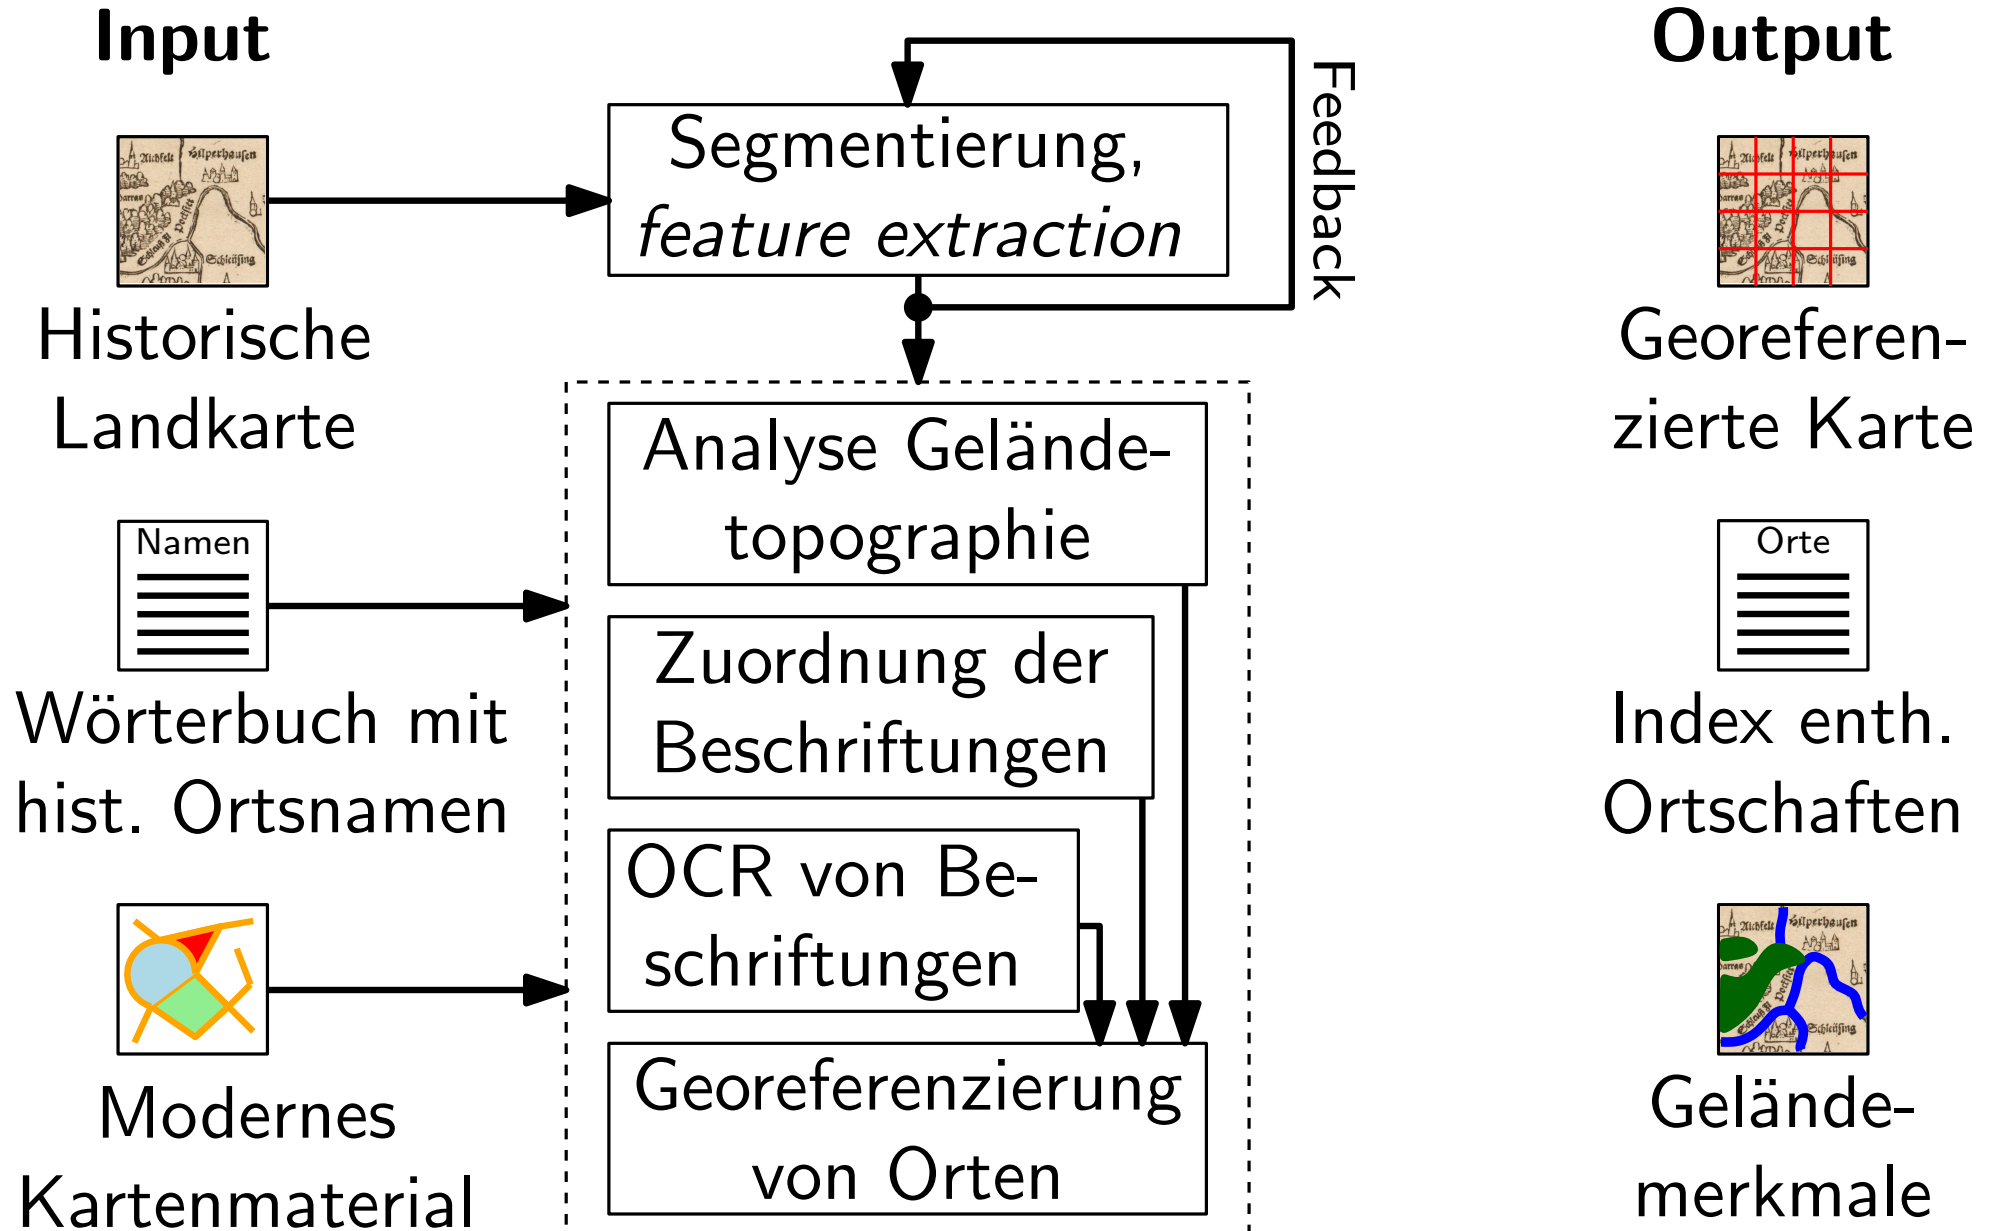 Input
Output
Feedback
Segmentierung,
feature extraction
Historische
Landkarte
Georeferen-
zierte Karte
Analyse Gelände-
topographie
Namen
Orte
Zuordnung der
Beschriftungen
Wörterbuch mit
hist. Ortsnamen
Index enth.
Ortschaften
OCR von Be-
schriftungen
Georeferenzierung
von Orten
Modernes
Kartenmaterial
Gelände-
merkmale